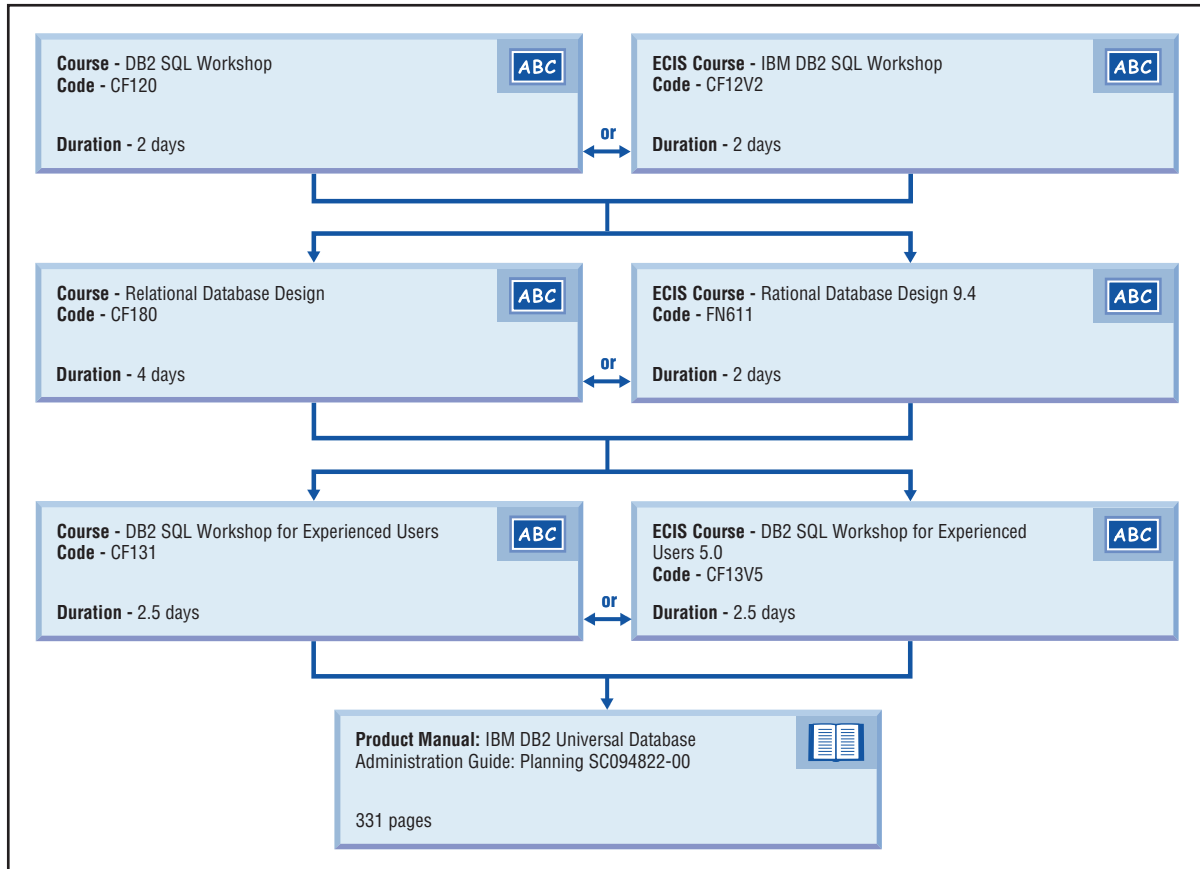 Course - DB2 SQL Workshop
Code - CF120
Duration - 2 days
ABC
or
ECIS Course - IBM DB2 SQL Workshop
Code - CF12V2
Duration - 2 days
ABC
Course - Relational Database Design
Code - CF180
Duration - 4 days
ABC
or
ECIS Course - Rational Database Design 9.4
Code - FN611
Duration - 2 days
ABC
Course - DB2 SQL Workshop for Experienced Users
Code - CF131
Duration - 2.5 days
ABC
or
ECIS Course - DB2 SQL Workshop for Experienced
Users 5.0
Code - CF13V5
Duration - 2.5 days
ABC
Product Manual: IBM DB2 Universal Database
Administration Guide: Planning SC094822-00
331 pages